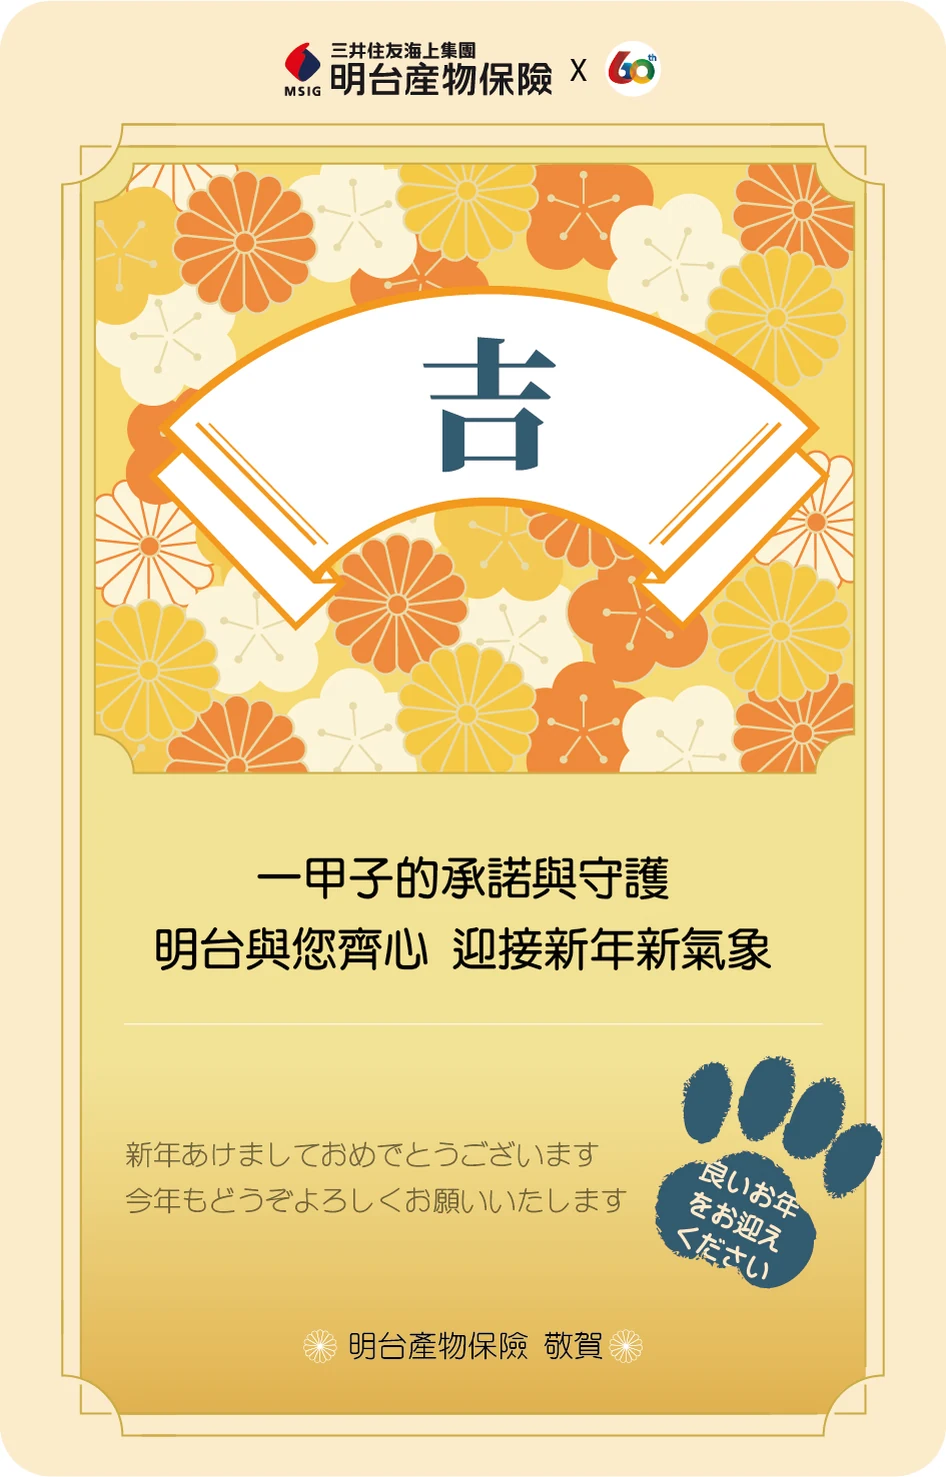 三井住友海上集團
明台産物保險
MSIG
X
60th
吉
一甲子的承諾與守護
明台與您齊心 迎接新年新氣象
新年あけましておめでとうございます
今年もどうぞよろしくお願いいたします
良いお年
をお迎え
ください
明台產物保險 敬賀